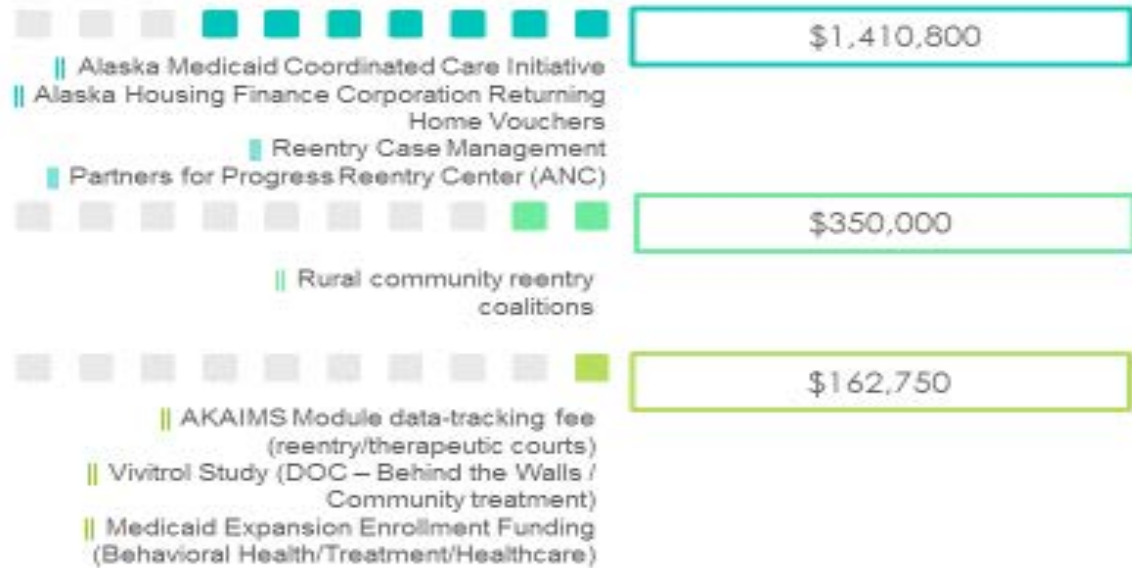 $1,410,800
|| Alaska Medicaid Coordinated Care Initiative
|| Alaska Housing Finance Corporation Returning
Home Vouchers
Reentry Case Management
Partners for Progress Reentry Center (ANC)
$350,000
|| Rural community reentry
coalitions
$162,750
|| AKAIMS Module data-tracking fee
(reentry/therapeutic courts)
|| Vivitrol Study (DOC – Behind the Walls /
Community treatment)
|| Medicaid Expansion Enrollment Funding
(Behavioral Health/Treatment/Healthcare)